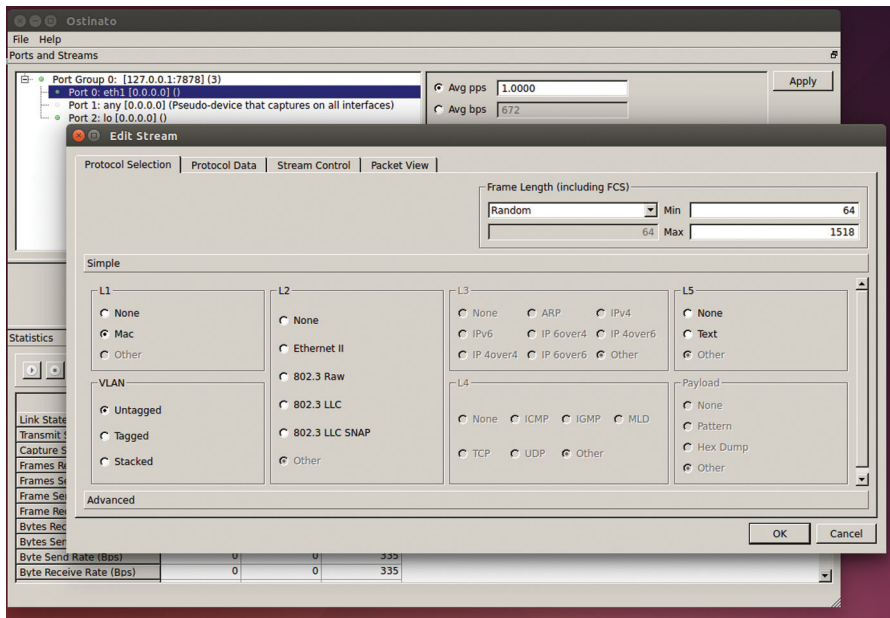 Ostinato
File Help
Ports and Streams
Port Group 0: [127.0.0.1:7878] (3)
Port 0: eth1 [0.0.0.0] ()
Port 1: any [0.0.0.0] (Pseudo-device that captures on all interfaces)
Port 2: lo [0.0.0.0] ()
Avg pps 1.0000
Avg bps 672
Apply
Edit Stream
Protocol Selection Protocol Data Stream Control Packet View
Frame Length (including FCS)
Random Min 64
64 Max 1518
Simple
L1
None
Mac
Other
VLAN
Untagged
Tagged
Stacked
L2
None
Ethernet II
802.3 Raw
802.3 LLC
802.3 LLC SNAP
Other
L3
None ARP IPv4
IPv6 IP 6over4 IP 4over6
IP 4over4 IP 6over6 Other
L4
None ICMP IGMP MLD
TCP UDP Other
L5
None
Text
Other
Payload
None
Pattern
Hex Dump
Other
Advanced
OK Cancel
Statistics
Link State
Transmit S
Capture S
Frames Re
Frames Se
Frame Ser
Frame Rec
Bytes Rec
Bytes Sen
Byte Send Rate (Bps) 0 0 335
Byte Receive Rate (Bps) 0 0 335